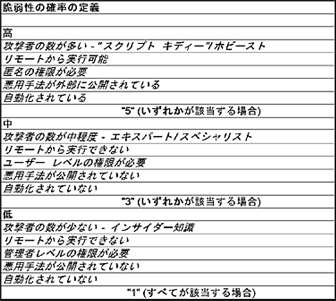 脆弱性の確率の定義
高
攻撃者の数が多い - "スクリプト キディー"/ホビースト
リモートから実行可能
匿名の権限が必要
悪用手法が外部に公開されている
自動化されている
"5" (いずれかが該当する場合)
中
攻撃者の数が中程度 - エキスパート/スペシャリスト
リモートから実行できない
ユーザー レベルの権限が必要
悪用手法が公開されていない
自動化されていない
"3" (いずれかが該当する場合)
低
攻撃者の数が少ない - インサイダー知識
リモートから実行できない
管理者レベルの権限が必要
悪用手法が公開されていない
自動化されていない
"1" (すべてが該当する場合)